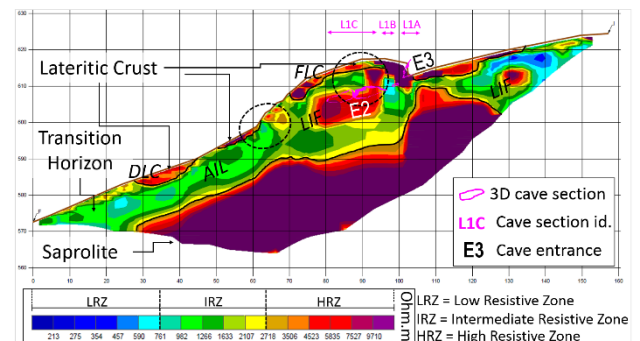 L1C L1B L1A
630
620
610
600
590
580
570
560
Lateritic Crust
FLC
E3
E2
LIF
LIF
Transition
Horizon
DLC
AIL
Saprolite
3D cave section
L1C Cave section id.
E3 Cave entrance
0 10 20 30 40 50 60 70 80 90 100 110 120 130 140 150 160
LRZ IRZ HRZ
213 275 354 457 590 761 982 1266 1633 2107 2718 3506 4523 5835 7527 9710
Ohm.m
LRZ = Low Resistive Zone
IRZ = Intermediate Resistive Zone
HRZ = High Resistive Zone